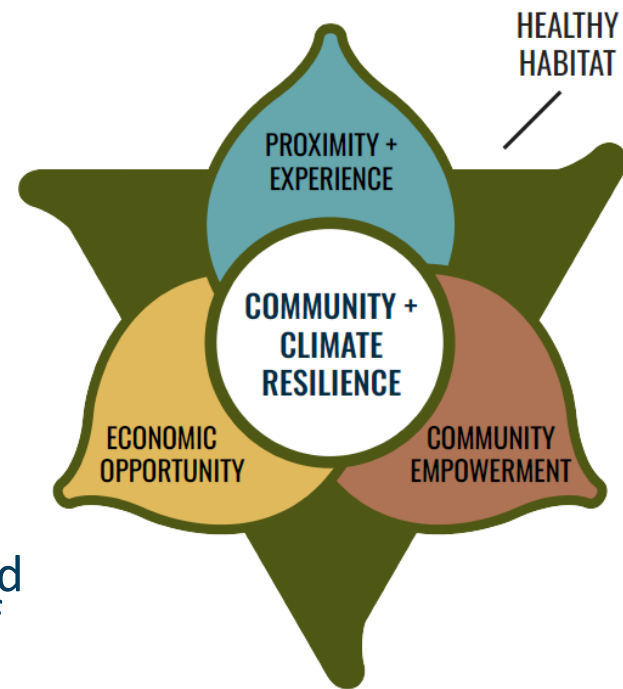 HEALTHY
HABITAT
PROXIMITY +
EXPERIENCE
COMMUNITY +
CLIMATE
RESILIENCE
ECONOMIC
OPPORTUNITY
COMMUNITY
EMPOWERMENT